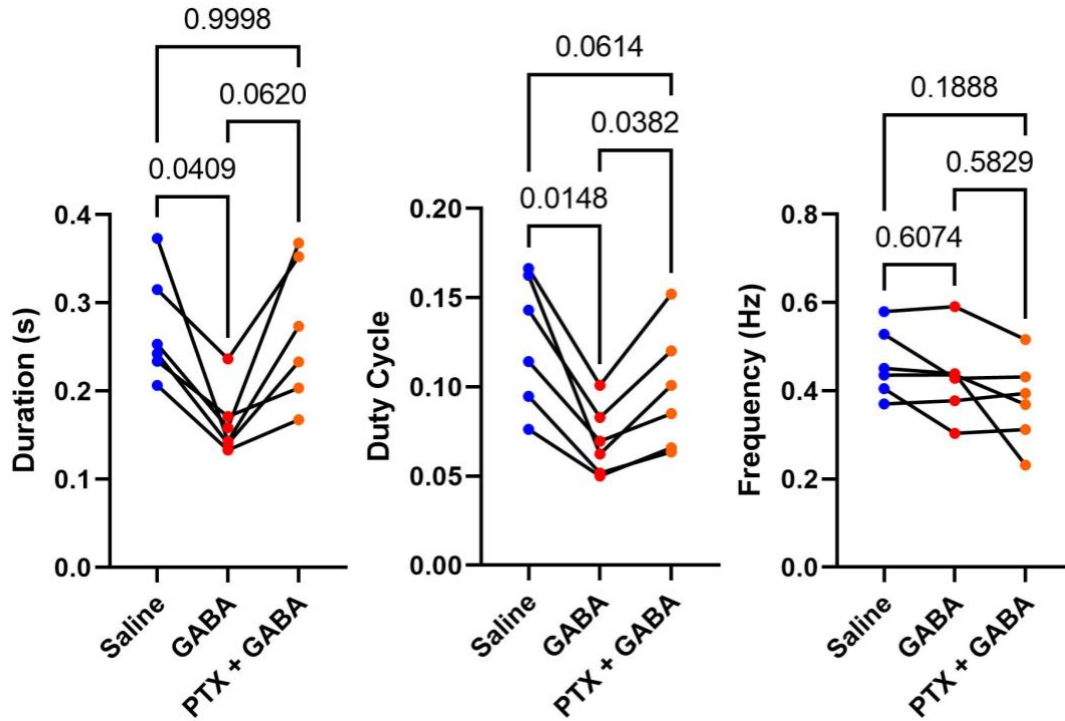 0.9998
0.0620
0.0409
0.4
0.3
0.2
0.1
0.0
Duration (s)
Saline
GABA
PTX + GABA
0.0614
0.0382
0.0148
0.20
0.15
0.10
0.05
0.00
Duty Cycle
Saline
GABA
PTX + GABA
0.1888
0.5829
0.6074
0.8
0.6
0.4
0.2
0.0
Frequency (Hz)
Saline
GABA
PTX + GABA